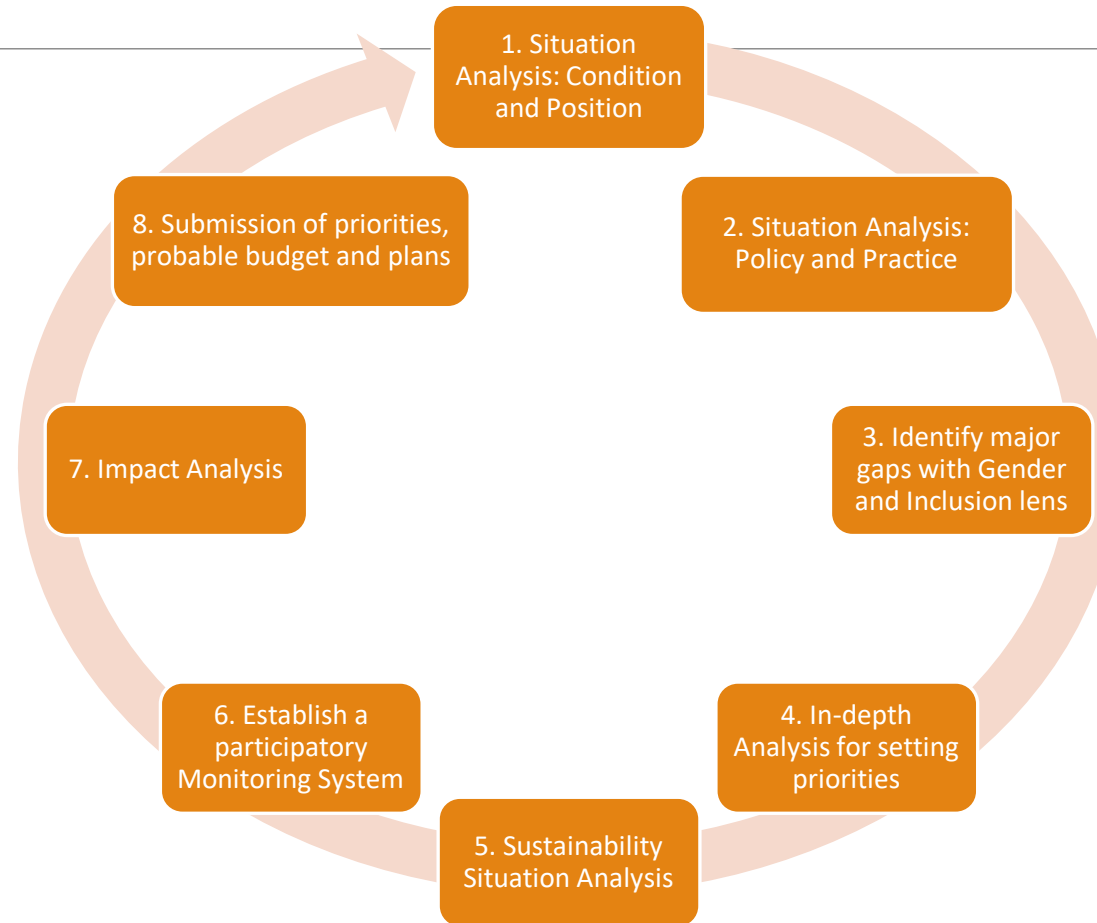 1. Situation
Analysis: Condition
and Position
2. Situation Analysis:
Policy and Practice
3. Identify major
gaps with Gender
and Inclusion lens
4. In-depth
Analysis for setting
priorities
5. Sustainability
Situation Analysis
6. Establish a
participatory
Monitoring System
7. Impact Analysis
8. Submission of priorities,
probable budget and plans